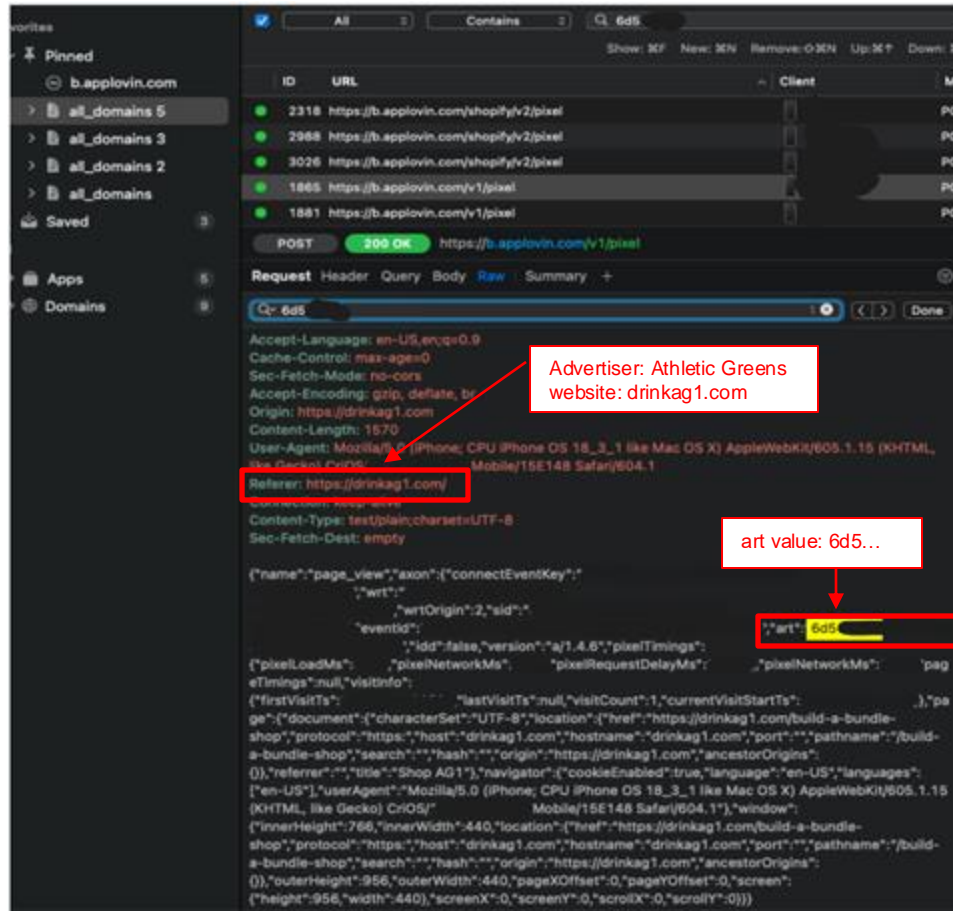 vorites
Pinned
b.applovin.com
all_domains 5
all_domains 3
all_domains 2
all_domains
Saved 3
Apps 5
Domains 9
All Contains 6d5
Show: ⌘F New: ⌘N Remove: ⇧⌘N Up: ⌘↑ Down:
ID URL Client M
2318 https://b.applovin.com/shopify/v2/pixel PO
2988 https://b.applovin.com/shopify/v2/pixel PO
3026 https://b.applovin.com/shopify/v2/pixel PO
1865 https://b.applovin.com/v1/pixel PO
1881 https://b.applovin.com/v1/pixel PO
POST 200 OK https://b.applovin.com/v1/pixel
Request Header Query Body Raw Summary +
6d5 1 Done
Accept-Language: en-US,en;q=0.9
Cache-Control: max-age=0
Sec-Fetch-Mode: no-cors
Accept-Encoding: gzip, deflate, br
Origin: https://drinkag1.com
Content-Length: 1570
User-Agent: Mozilla/5.0 (iPhone; CPU iPhone OS 18_3_1 like Mac OS X) AppleWebKit/605.1.15 (KHTML,
like Gecko) CriOS/ Mobile/15E148 Safari/604.1
Referer: https://drinkag1.com/
Connection: keep-alive
Content-Type: text/plain;charset=UTF-8
Sec-Fetch-Dest: empty
Advertiser: Athletic Greens
website: drinkag1.com
art value: 6d5...
{"name":"page_view","axon":{"connectEventKey":"
","wrt":"
,"wrtOrigin":2,"sid":"
"eventId": ","art": 6d5
","idd":false,"version":"a/1.4.6","pixelTimings":
{"pixelLoadMs": ,"pixelNetworkMs": "pixelRequestDelayMs": ,"pixelNetworkMs": 'pag
eTimings":null,"visitInfo":
{"firstVisitTs": "lastVisitTs":null,"visitCount":1,"currentVisitStartTs": },"pa
ge":{"document":{"characterSet":"UTF-8","location":{"href":"https://drinkag1.com/build-a-bundle-
shop","protocol":"https:","host":"drinkag1.com","hostname":"drinkag1.com","port":"","pathname":"/build-
a-bundle-shop","search":"","hash":"","origin":"https://drinkag1.com","ancestorOrigins":
{}},"referrer":"","title":"Shop AG1"},"navigator":{"cookieEnabled":true,"language":"en-US","languages":
["en-US"],"userAgent":"Mozilla/5.0 (iPhone; CPU iPhone OS 18_3_1 like Mac OS X) AppleWebKit/605.1.15
(KHTML, like Gecko) CriOS/" Mobile/15E148 Safari/604.1"},"window":
{"innerHeight":766,"innerWidth":440,"location":{"href":"https://drinkag1.com/build-a-bundle-
shop","protocol":"https:","host":"drinkag1.com","hostname":"drinkag1.com","port":"","pathname":"/build-
a-bundle-shop","search":"","hash":"","origin":"https://drinkag1.com","ancestorOrigins":
{}},"outerHeight":956,"outerWidth":440,"pageXOffset":0,"pageYOffset":0,"screen":
{"height":956,"width":440},"screenX":0,"screenY":0,"scrollX":0,"scrollY":0}}}